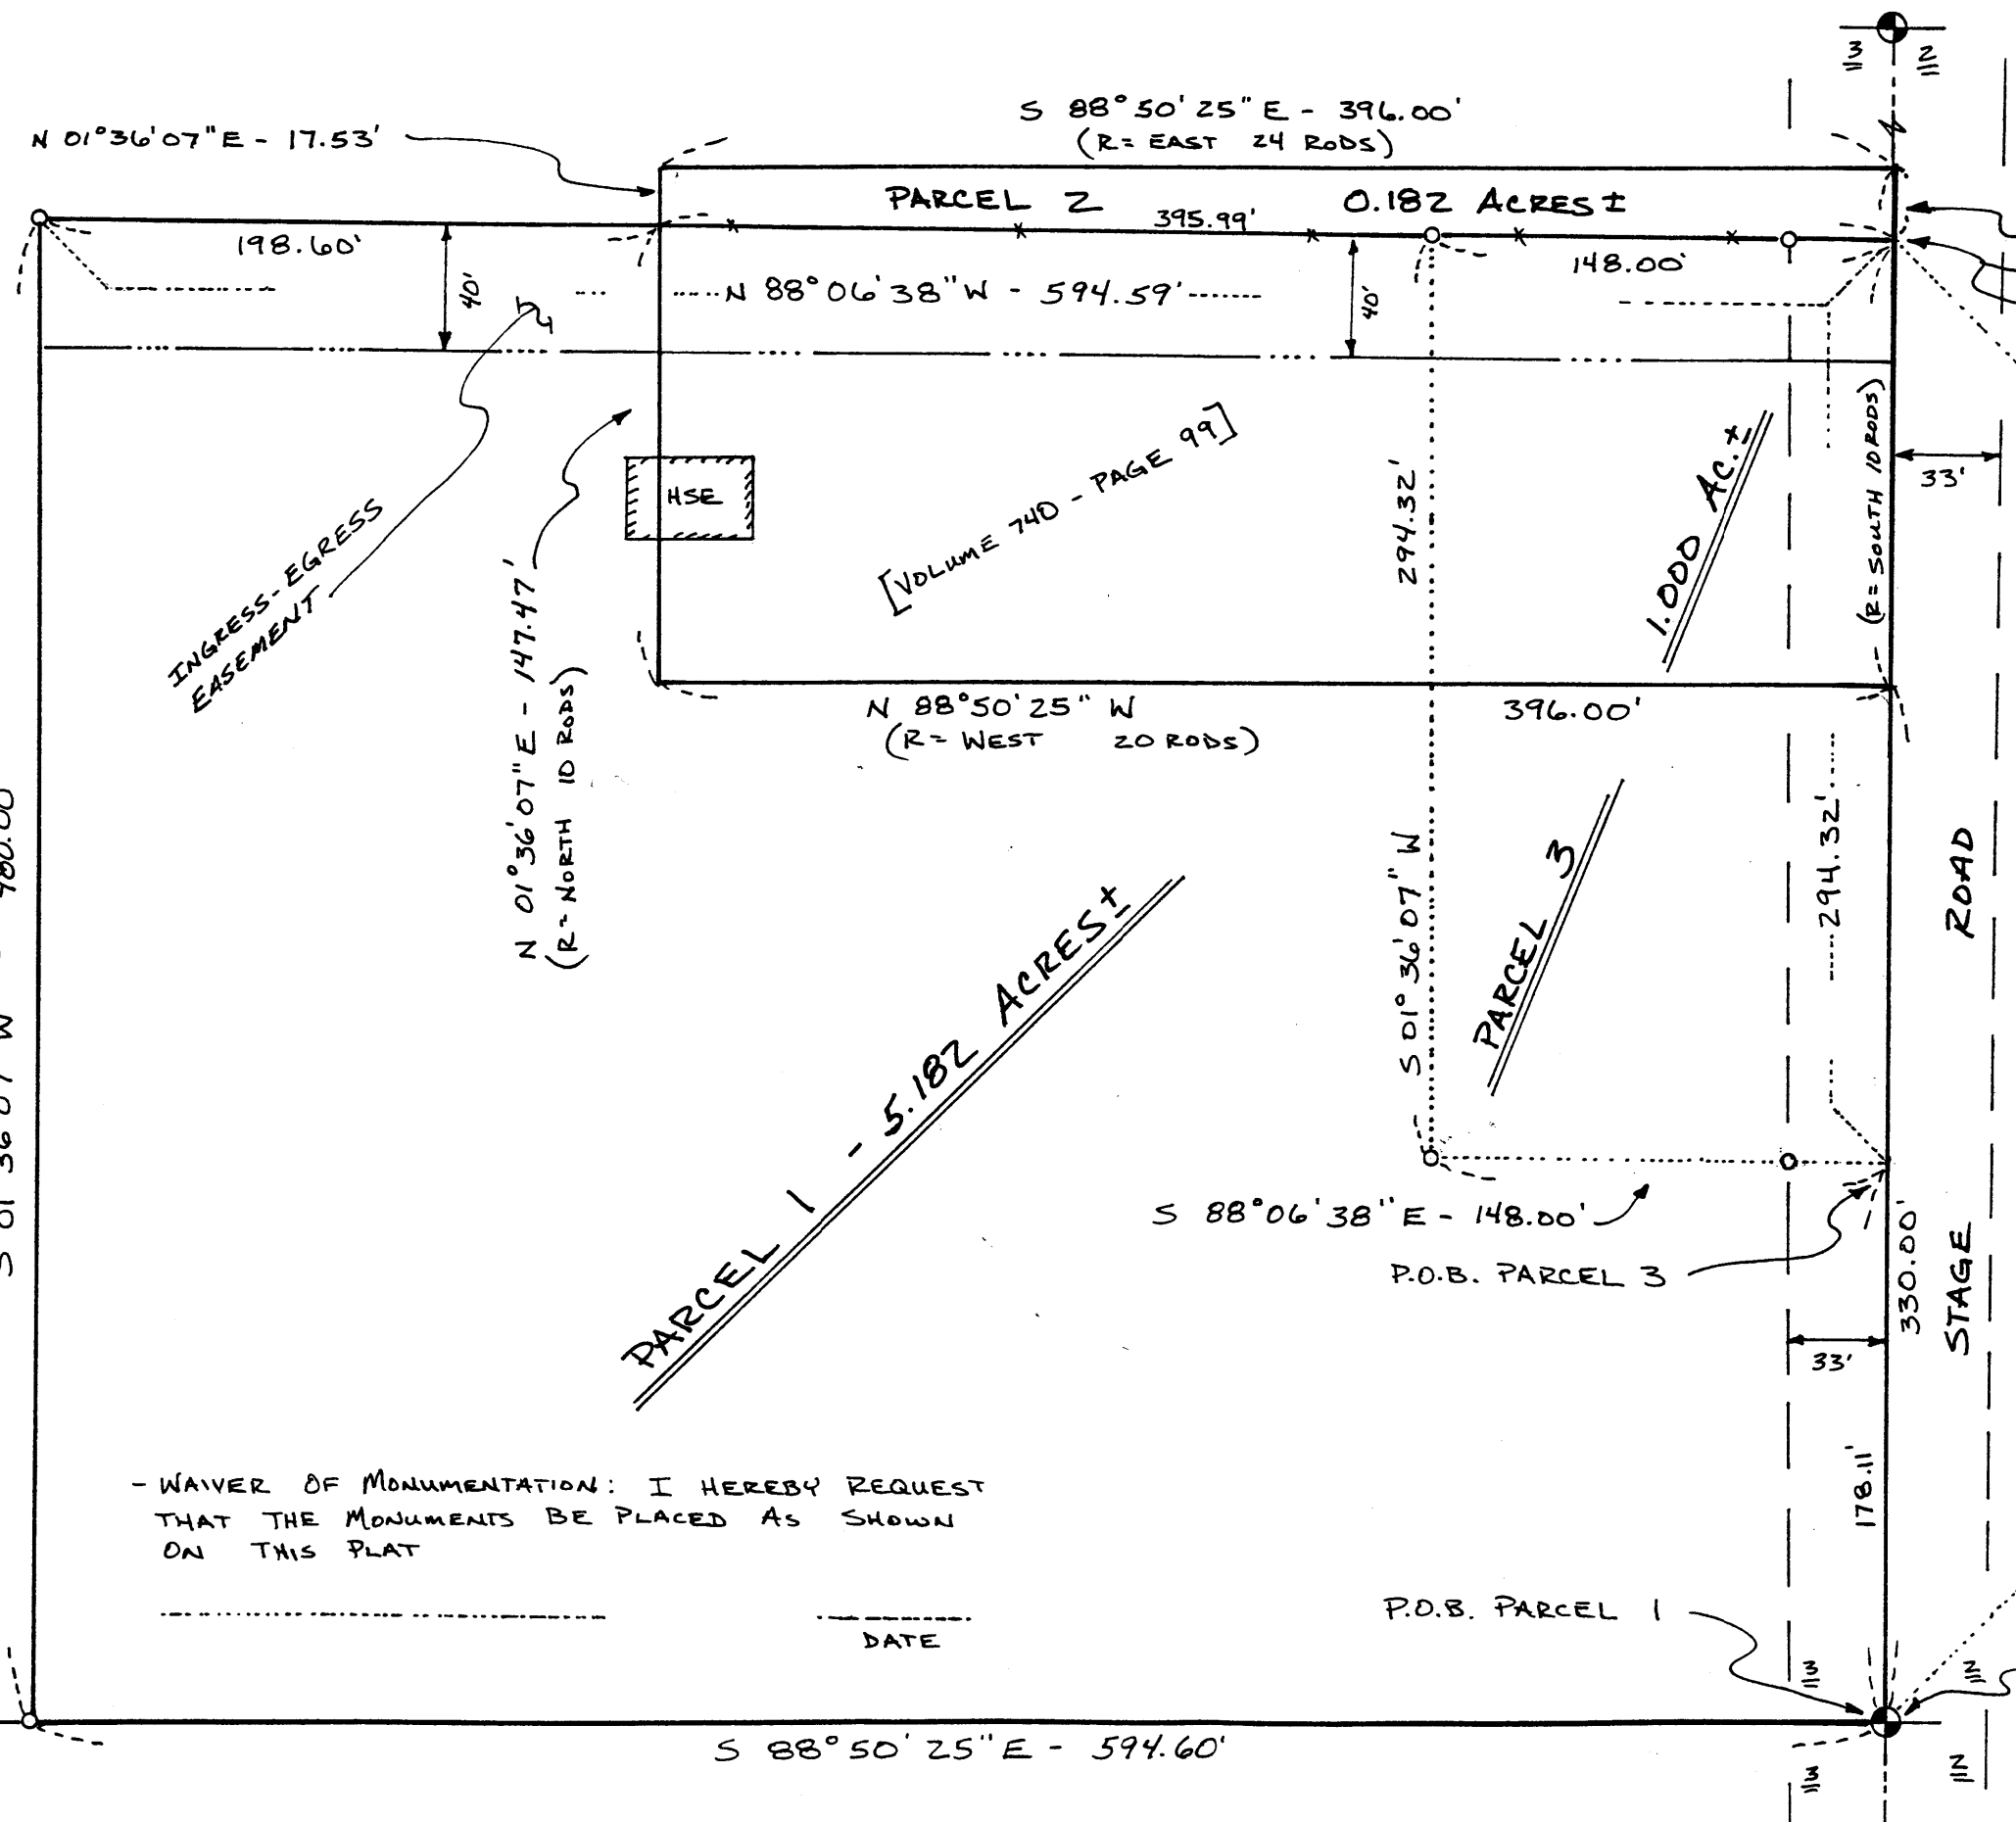 3 2
S 88°50'25"E - 396.00'
(R= EAST 24 RODS)
N 01°36'07"E - 17.53'
PARCEL 2 0.182 ACRES ±
395.99'
198.60'
148.00'
40'
N 88°06'38"W - 594.59'
40'
(R= SOUTH 10 RODS)
33'
HSE
[VOLUME 740 - PAGE 99]
294.32'
1.000 AC.±
INGRESS-EGRESS
EASEMENT
N 01°36'07"E - 147.47'
(R= NORTH 10 RODS)
N 88°50'25" W
396.00'
(R= WEST 20 RODS)
S 01°36'07" W
PARCEL 3
294.32'
ROAD
STAGE
PARCEL 1 - 5.182 ACRES ±
S 88°06'38"E - 148.00'
P.O.B. PARCEL 3
330.00'
33'
178.11'
- WAIVER OF MONUMENTATION: I HEREBY REQUEST
THAT THE MONUMENTS BE PLACED AS SHOWN
ON THIS PLAT
DATE
P.O.B. PARCEL 1
3 2
S 88°50'25"E - 594.60'
3 2